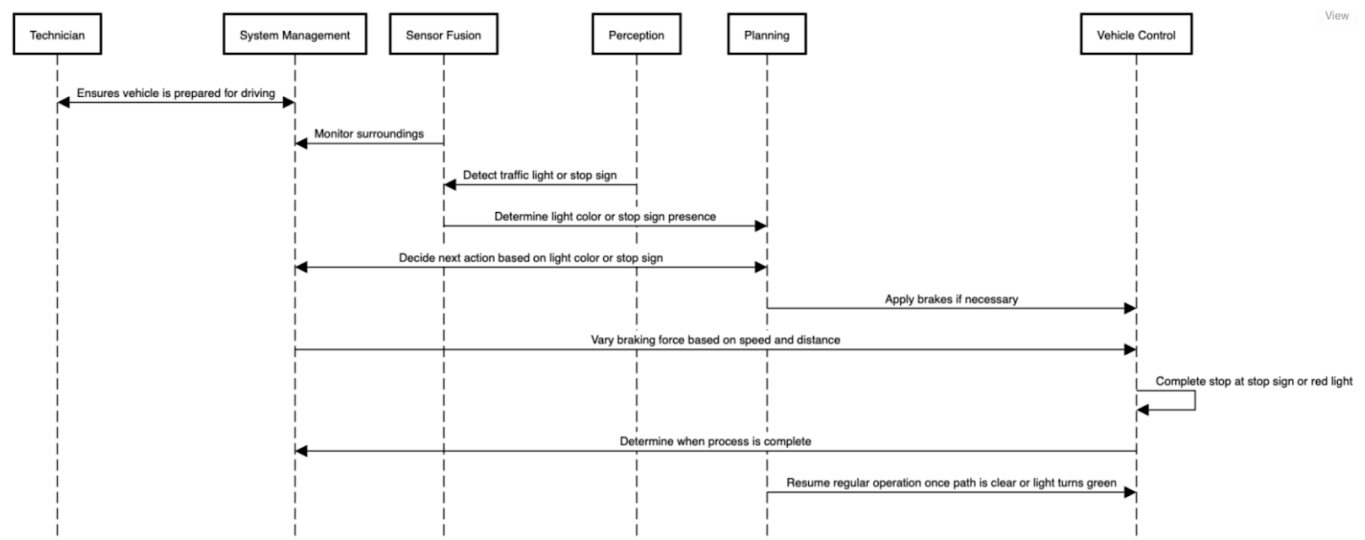 View
Technician
System Management
Sensor Fusion
Perception
Planning
Vehicle Control
Ensures vehicle is prepared for driving
Monitor surroundings
Detect traffic light or stop sign
Determine light color or stop sign presence
Decide next action based on light color or stop sign
Apply brakes if necessary
Vary braking force based on speed and distance
Complete stop at stop sign or red light
Determine when process is complete
Resume regular operation once path is clear or light turns green